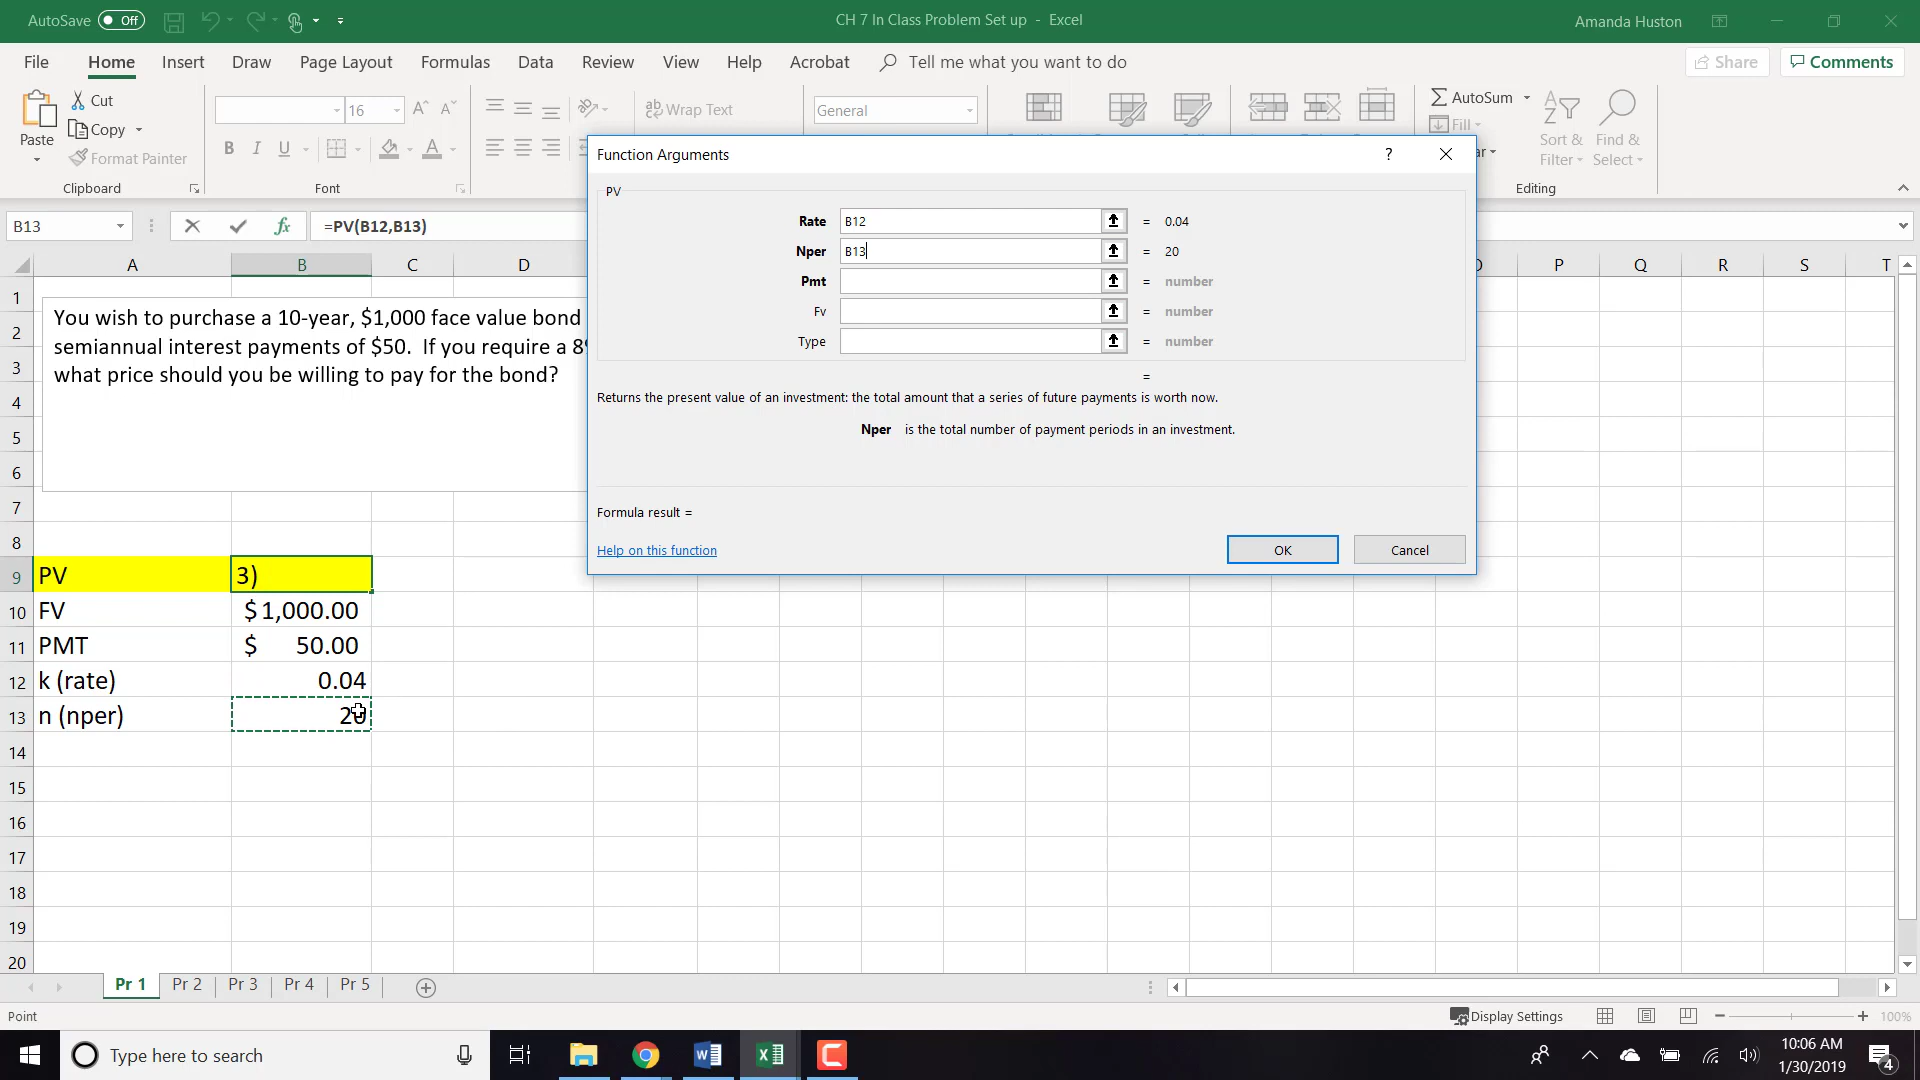 AutoSave Off
CH 7 In Class Problem Set up - Excel
Amanda Huston
File Home Insert Draw Page Layout Formulas Data Review View Help Acrobat Tell me what you want to do
Share Comments
Paste
Cut
Copy
Format Painter
Clipboard
16
B I U A
Font
Wrap Text
General
AutoSum
Fill
Sort & Filter
Find & Select
Editing
B13
fx
=PV(B12,B13)
A B C D P Q R S T
1
2
3
4
5
6
7
8
You wish to purchase a 10-year, $1,000 face value bond
semiannual interest payments of $50. If you require a 8
what price should you be willing to pay for the bond?
Function Arguments
?
PV
Rate B12 = 0.04
Nper B13 = 20
Pmt = number
Fv = number
Type = number
=
Returns the present value of an investment: the total amount that a series of future payments is worth now.
Nper is the total number of payment periods in an investment.
Formula result =
Help on this function
OK Cancel
9 PV 3)
10 FV $ 1,000.00
11 PMT $ 50.00
12 k (rate) 0.04
13 n (nper) 20
14
15
16
17
18
19
20
Pr 1 Pr 2 Pr 3 Pr 4 Pr 5
Point
Display Settings
100%
Type here to search
10:06 AM
1/30/2019
4